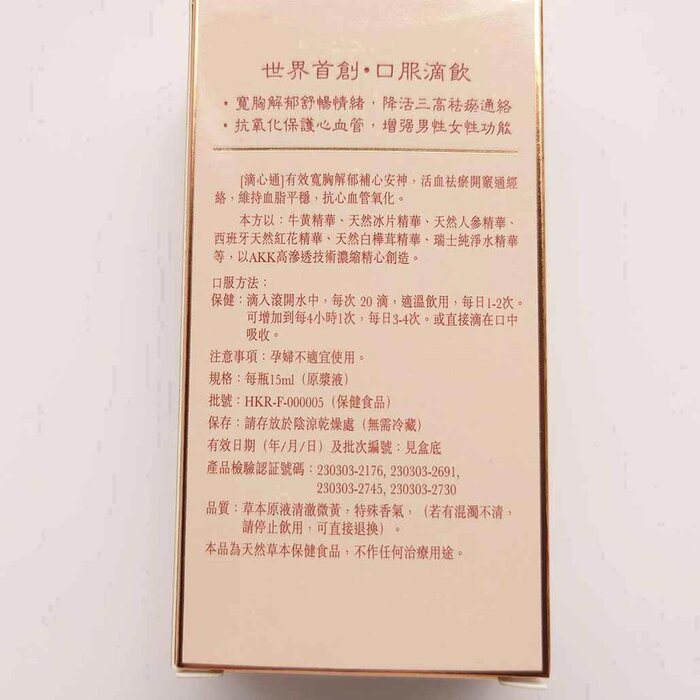 世界首創·口服滴飲
·寬胸解郁舒暢情緒，降活三高祛瘀通絡
·抗氧化保護心血管，增强男性女性功能
[滴心通]有效寬胸解郁補心安神，活血祛瘀開竅通經
絡，維持血脂平穩，抗心血管氧化。
本方以：牛黃精華、天然冰片精華、天然人參精華、
西班牙天然紅花精華、天然白樺茸精華、瑞士純淨水精華
等，以AKK高滲透技術濃縮精心創造。
口服方法：
保健：滴入滾開水中，每次 20 滴，適溫飲用，每日1-2次。
可增加到每4小時1次，每日3-4次。或直接滴在口中
吸收。
注意事項：孕婦不適宜使用。
規格：每瓶15ml（原漿液）
批號：HKR-F-000005（保健食品）
保存：請存放於陰涼乾燥處（無需冷藏）
有效日期（年/月/日）及批次編號：見盒底
產品檢驗認証號碼：230303-2176, 230303-2691,
230303-2745, 230303-2730
品質：草本原液清澈微黃，特殊香氣，（若有混濁不清，
請停止飲用，可直接退換）。
本品為天然草本保健食品，不作任何治療用途。